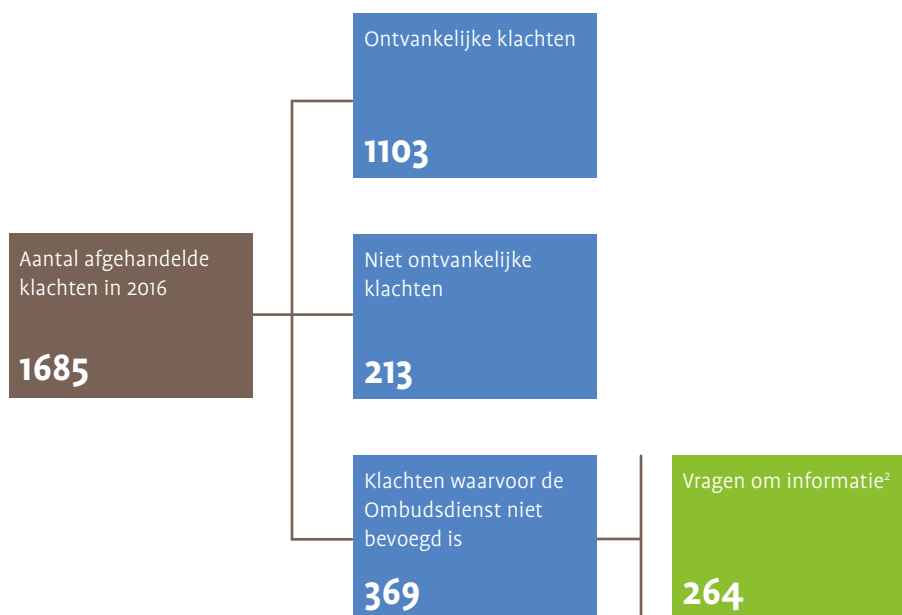 Ontvankelijke klachten
1103
Aantal afgehandelde
klachten in 2016
1685
Niet ontvankelijke
klachten
213
Klachten waarvoor de
Ombudsdienst niet
bevoegd is
369
Vragen om informatie²
264